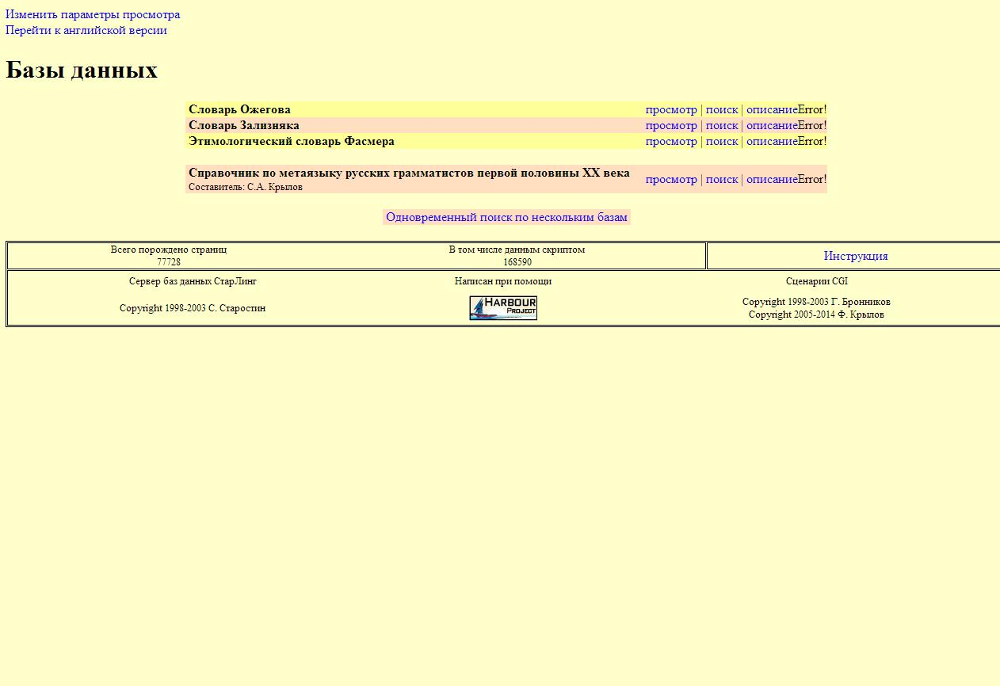 Изменить параметры просмотра
Перейти к английской версии
Базы данных
Словарь Ожегова просмотр | поиск | описаниеError!
Словарь Зализняка просмотр | поиск | описаниеError!
Этимологический словарь Фасмера просмотр | поиск | описаниеError!
Справочник по метаязыку русских грамматистов первой половины XX века просмотр | поиск | описаниеError!
Составитель: С.А. Крылов
Одновременный поиск по нескольким базам
Всего порождено страниц В том числе данным скриптом Инструкция
77728 168590
Сервер баз данных СтарЛинг Написан при помощи Сценарии CGI
Copyright 1998-2003 С. Старостин HARBOUR PROJECT Copyright 1998-2003 Г. Бронников
Copyright 2005-2014 Ф. Крылов